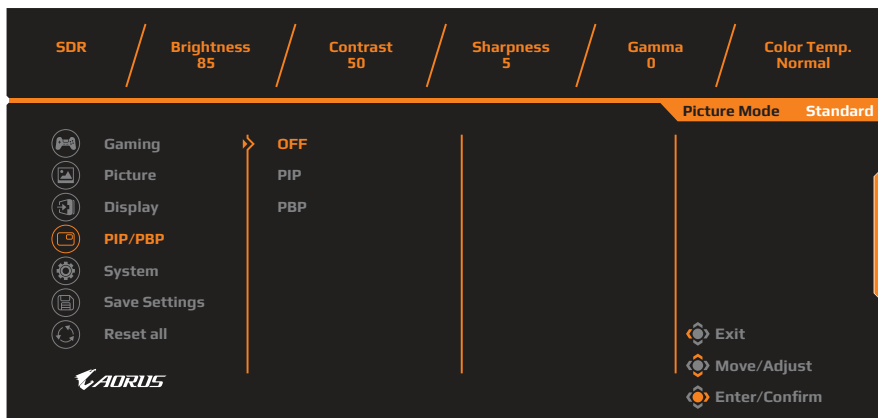 SDR Brightness Contrast Sharpness Gamma Color Temp.
85 50 5 0 Normal
Picture Mode Standard
Gaming OFF
Picture PIP
Display PBP
PIP/PBP
System
Save Settings
Reset all Exit
Move/Adjust
AORUS
Enter/Confirm